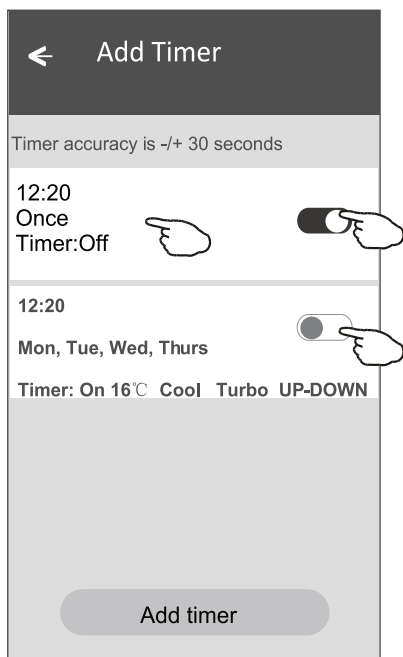 Add Timer
Timer accuracy is -/+ 30 seconds
12:20
Once
Timer:Off
12:20
Mon, Tue, Wed, Thurs
Timer: On 16℃ Cool Turbo UP-DOWN
Add timer